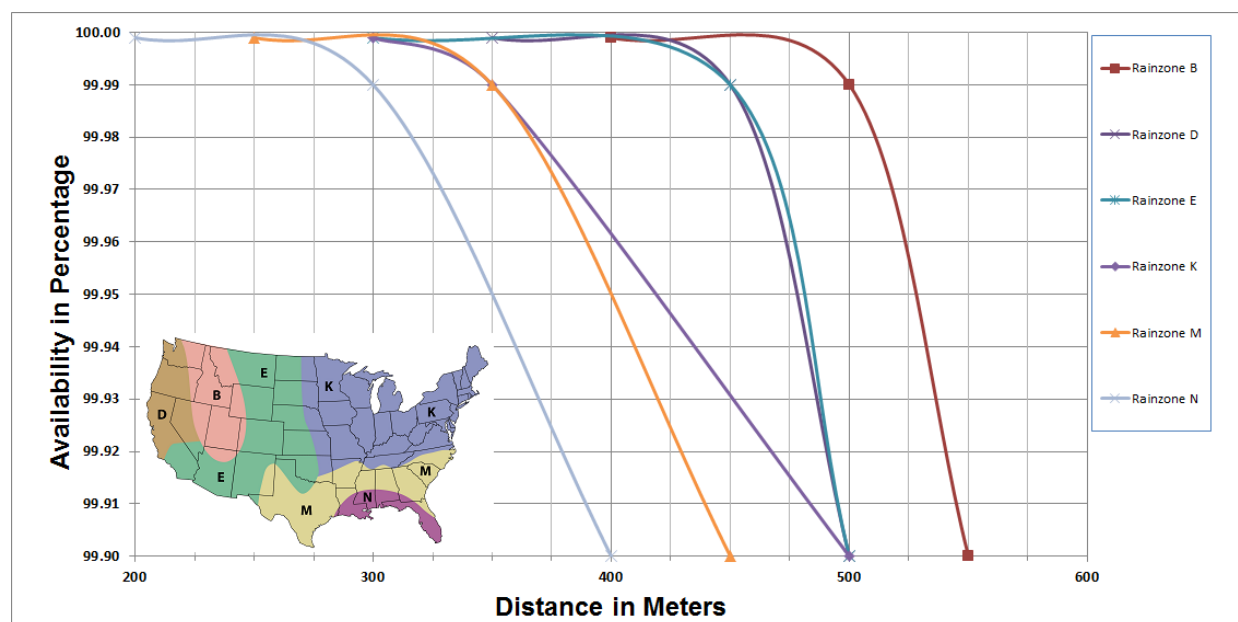 Availability in Percentage
100.00
99.99
99.98
99.97
99.96
99.95
99.94
99.93
99.92
99.91
99.90
200
300
400
500
600
Distance in Meters
Rainzone B
Rainzone D
Rainzone E
Rainzone K
Rainzone M
Rainzone N
E
B
K
D
K
E
M
N
M